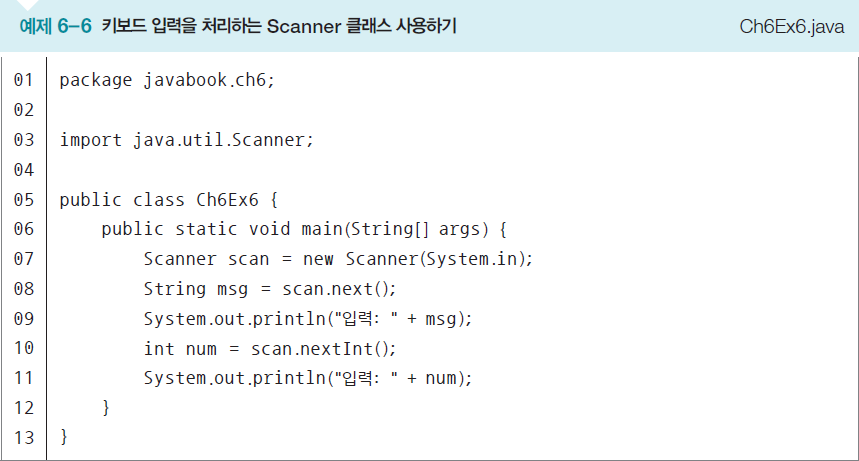 예제 6-6 키보드 입력을 처리하는 Scanner 클래스 사용하기 Ch6Ex6.java
01 package javabook.ch6;
02
03 import java.util.Scanner;
04
05 public class Ch6Ex6 {
06     public static void main(String[] args) {
07         Scanner scan = new Scanner(System.in);
08         String msg = scan.next();
09         System.out.println("입력: " + msg);
10         int num = scan.nextInt();
11         System.out.println("입력: " + num);
12     }
13 }